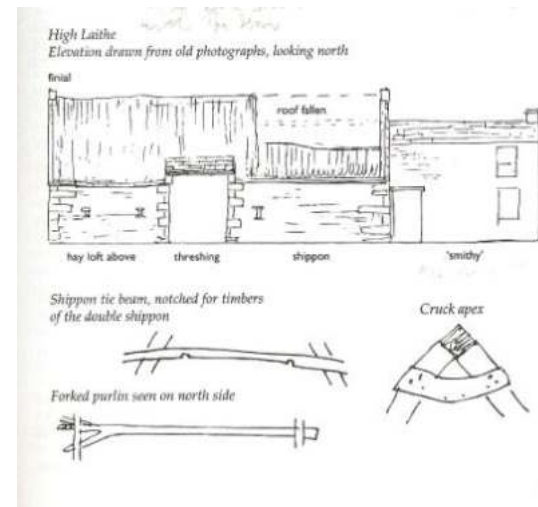 High Laithe
Elevation drawn from old photographs, looking north
finial
roof fallen
hay loft above threshing shippon 'smithy'
Shippon tie beam, notched for timbers
of the double shippon
Cruck apex
Forked purlin seen on north side